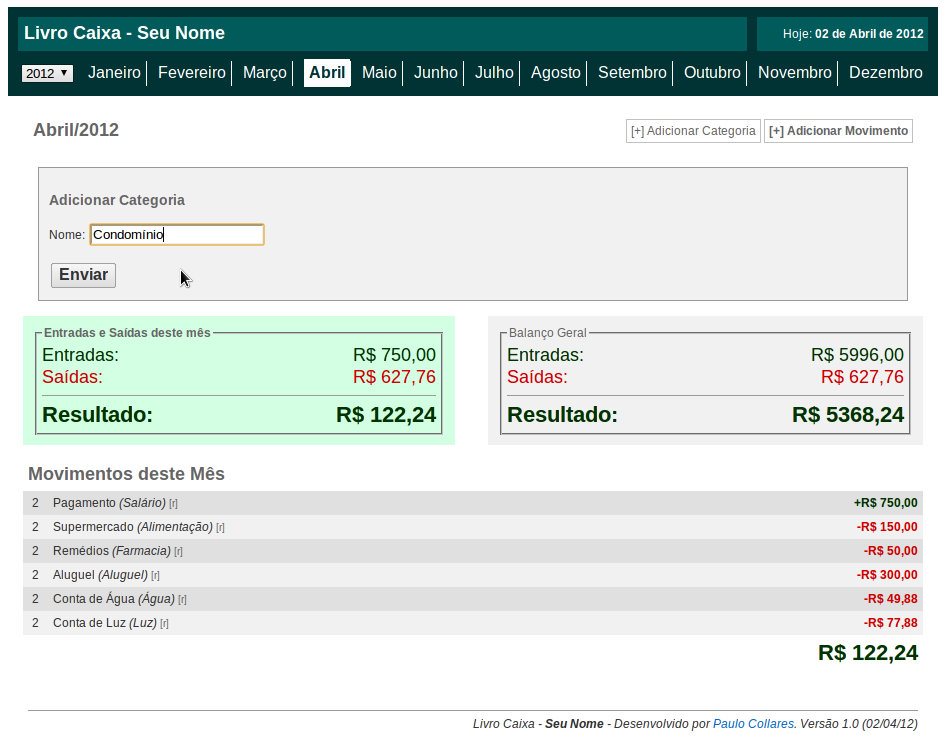 Livro Caixa - Seu Nome
Hoje: 02 de Abril de 2012
2012 ▼ Janeiro Fevereiro Março Abril Maio Junho Julho Agosto Setembro Outubro Novembro Dezembro
Abril/2012
[+] Adicionar Categoria [+] Adicionar Movimento
Adicionar Categoria
Nome: Condomínio
Enviar
Entradas e Saídas deste mês
Entradas: R$ 750,00
Saídas: R$ 627,76
Resultado: R$ 122,24
Balanço Geral
Entradas: R$ 5996,00
Saídas: R$ 627,76
Resultado: R$ 5368,24
Movimentos deste Mês
2 Pagamento (Salário) [r] +R$ 750,00
2 Supermercado (Alimentação) [r] -R$ 150,00
2 Remédios (Farmacia) [r] -R$ 50,00
2 Aluguel (Aluguel) [r] -R$ 300,00
2 Conta de Água (Água) [r] -R$ 49,88
2 Conta de Luz (Luz) [r] -R$ 77,88
R$ 122,24
Livro Caixa - Seu Nome - Desenvolvido por Paulo Collares. Versão 1.0 (02/04/12)